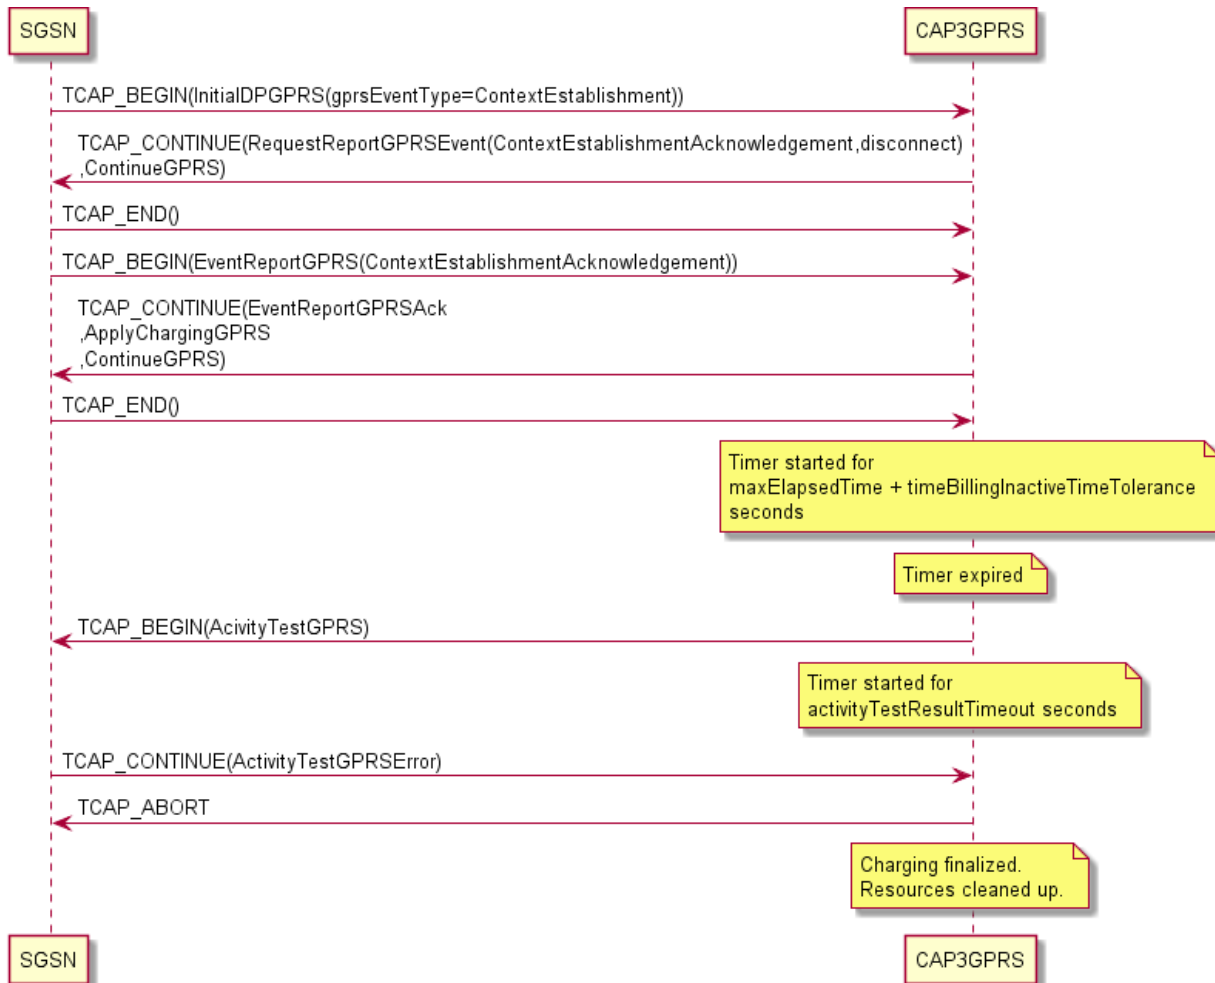 SGSN
CAP3GPRS
TCAP_BEGIN(InitialDPGPRS(gprsEventType=ContextEstablishment))
TCAP_CONTINUE(RequestReportGPRSEvent(ContextEstablishmentAcknowledgement,disconnect)
,ContinueGPRS)
TCAP_END()
TCAP_BEGIN(EventReportGPRS(ContextEstablishmentAcknowledgement))
TCAP_CONTINUE(EventReportGPRSAck
,ApplyChargingGPRS
,ContinueGPRS)
TCAP_END()
Timer started for
maxElapsedTime + timeBillingInactiveTimeTolerance
seconds
Timer expired
TCAP_BEGIN(AcivityTestGPRS)
Timer started for
activityTestResultTimeout seconds
TCAP_CONTINUE(ActivityTestGPRSError)
TCAP_ABORT
Charging finalized.
Resources cleaned up.
SGSN
CAP3GPRS